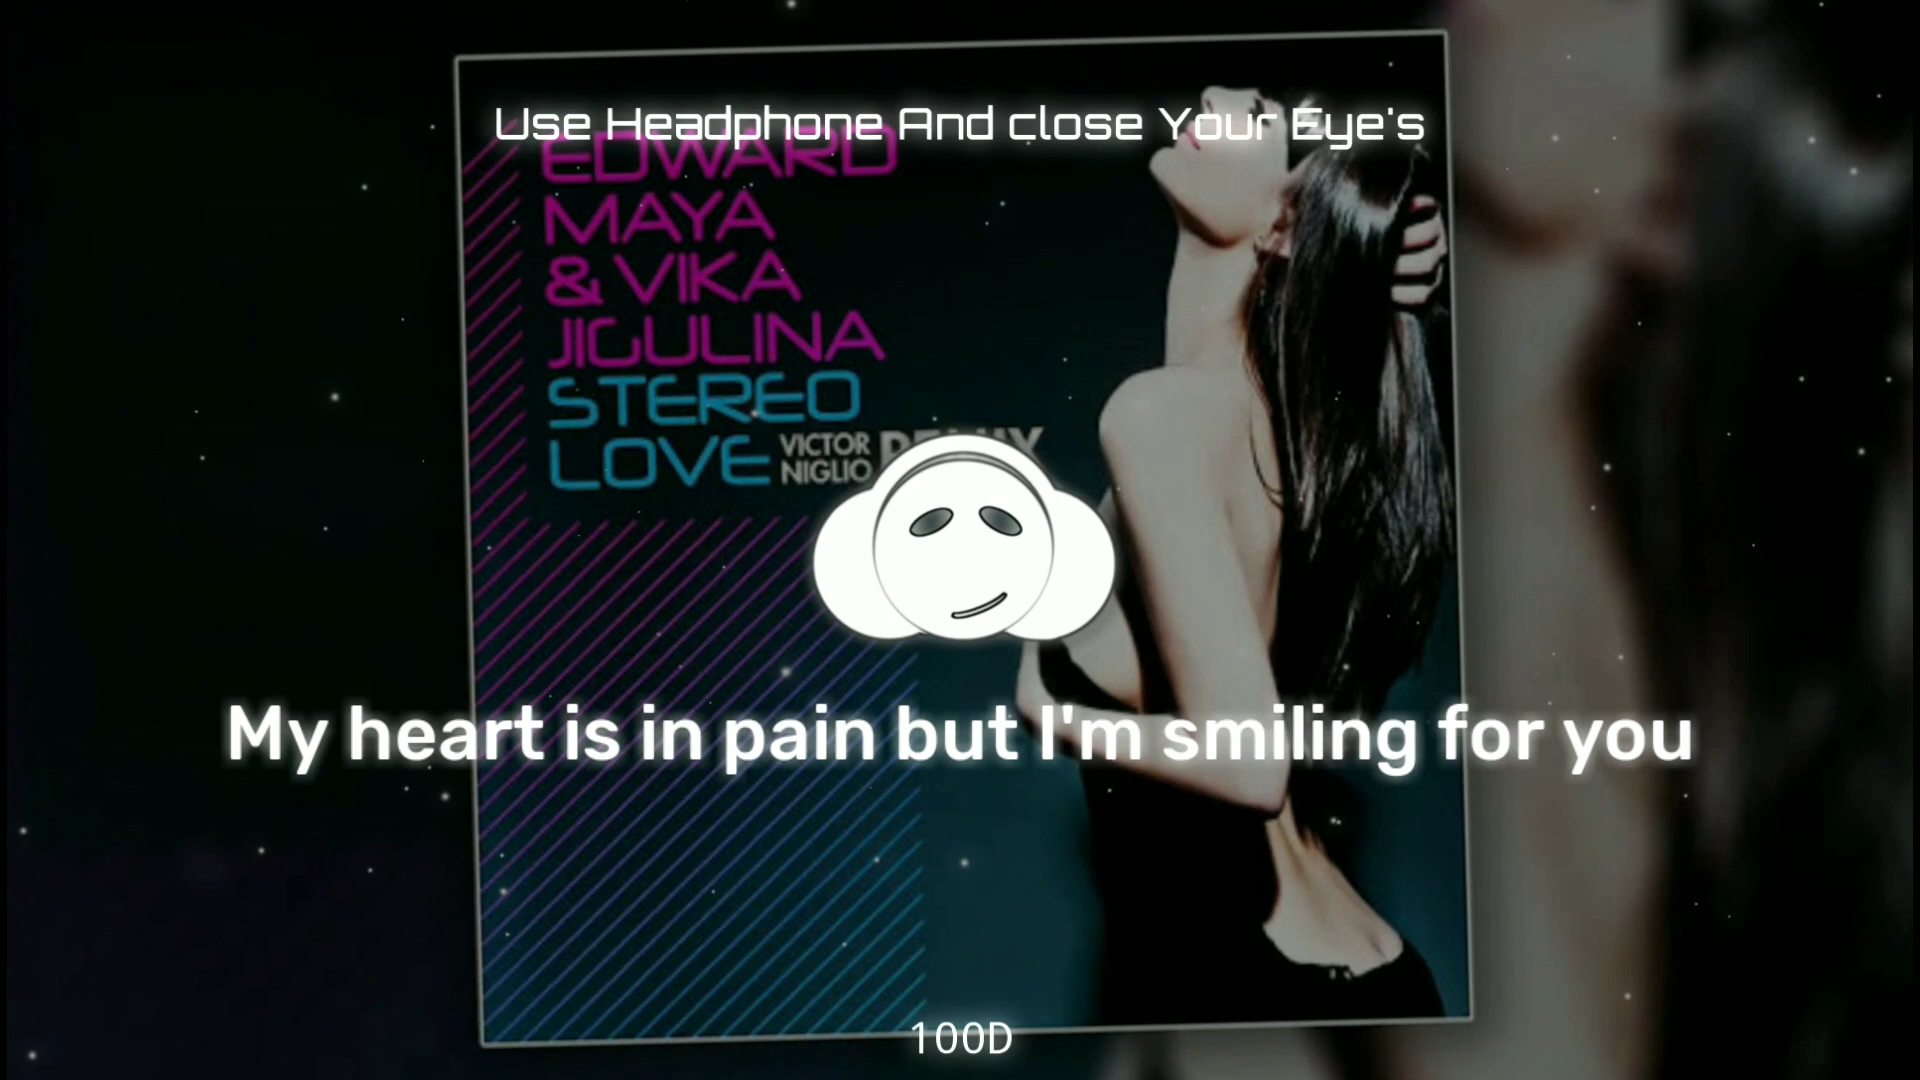 Use Headphone And close Your Eye's
EDWARD
MAYA
& VIKA
JIGULINA
STEREO
LOVE VICTOR NIGLIO REMIX
My heart is in pain but I'm smiling for you
100D